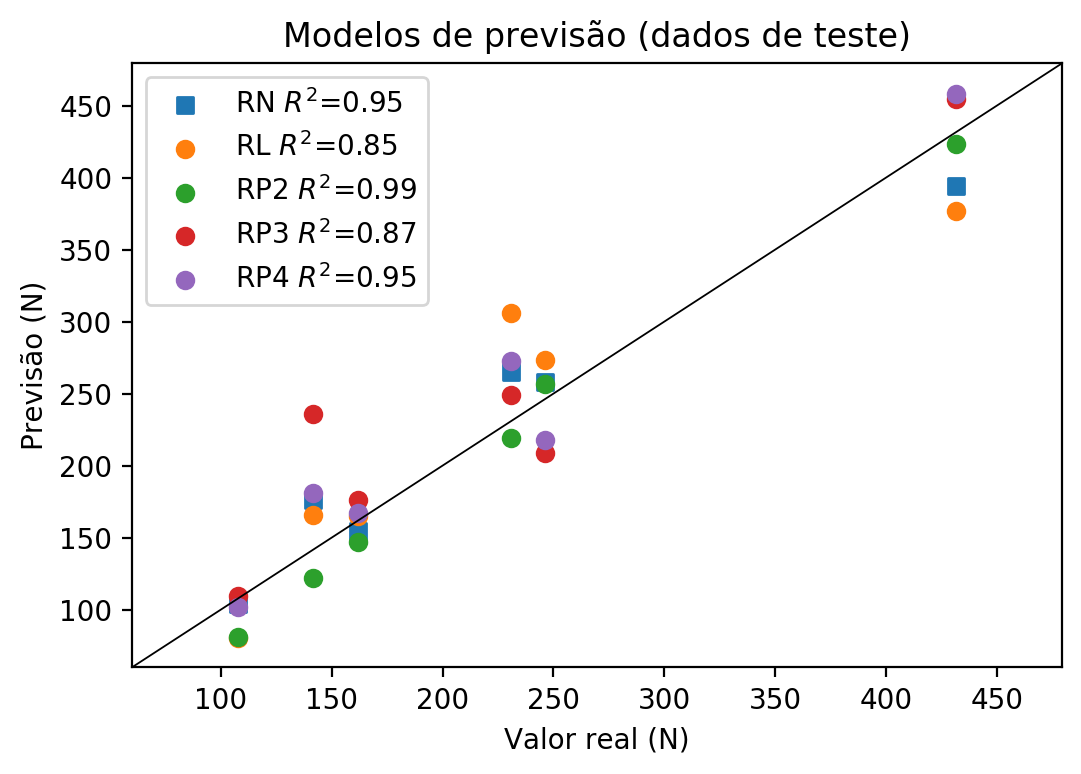 Modelos de previsão (dados de teste)
RN R²=0.95
RL R²=0.85
RP2 R²=0.99
RP3 R²=0.87
RP4 R²=0.95
Previsão (N)
450
400
350
300
250
200
150
100
100 150 200 250 300 350 400 450
Valor real (N)